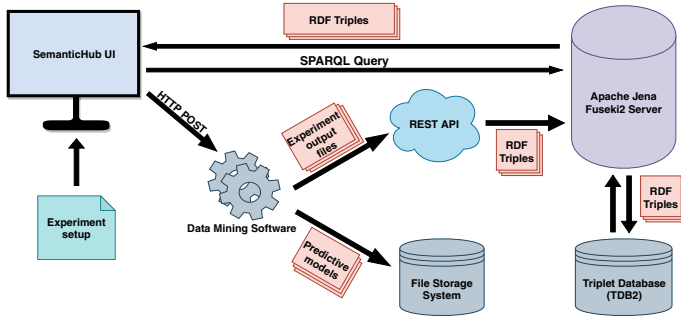 RDF Triples
SemanticHub UI
SPARQL Query
HTTP POST
Apache Jena
Fuseki2 Server
REST API
Experiment
output
files
RDF
Triples
RDF
Triples
Experiment
setup
Data Mining Software
Predictive
models
File Storage
System
Triplet Database
(TDB2)